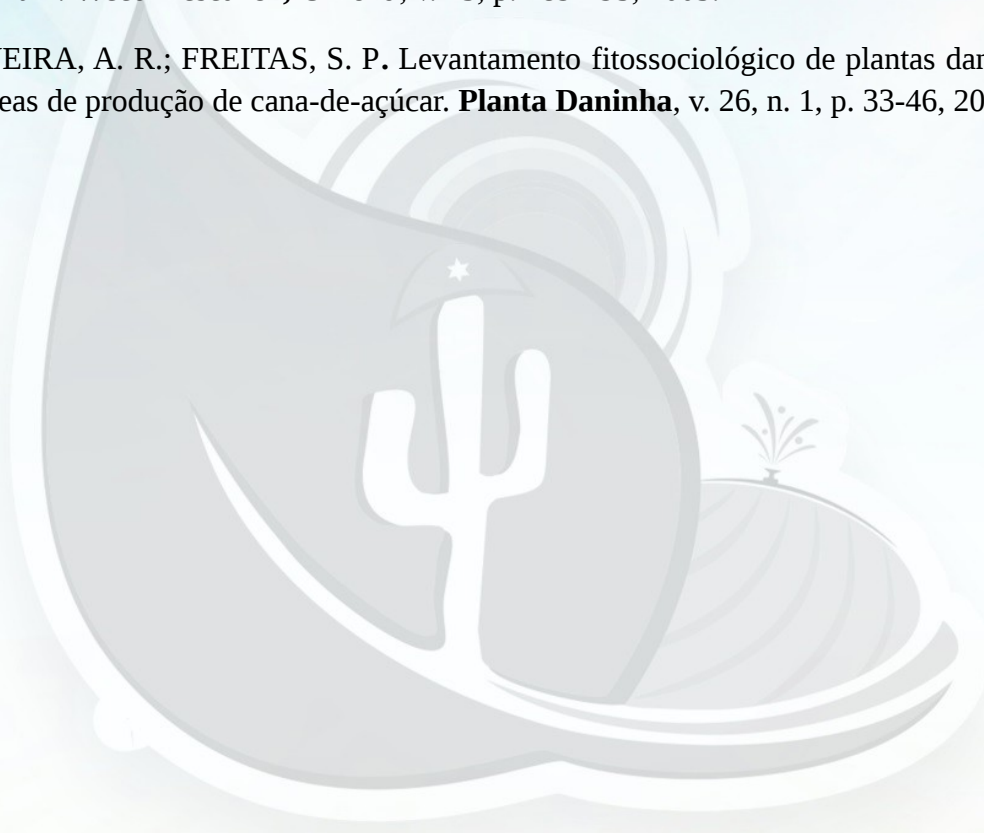 EIRA, A. R.; FREITAS, S. P. Levantamento fitossociológico de plantas dan
eas de produção de cana-de-açúcar. Planta Daninha, v. 26, n. 1, p. 33-46, 20